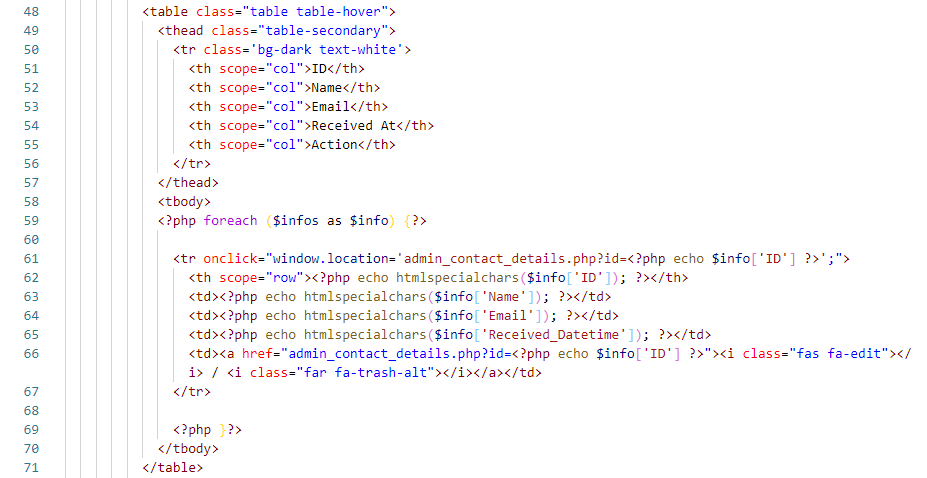 48 <table class="table table-hover">
49 <thead class="table-secondary">
50 <tr class='bg-dark text-white'>
51 <th scope="col">ID</th>
52 <th scope="col">Name</th>
53 <th scope="col">Email</th>
54 <th scope="col">Received At</th>
55 <th scope="col">Action</th>
56 </tr>
57 </thead>
58 <tbody>
59 <?php foreach ($infos as $info) {?>
60
61 <tr onclick="window.location='admin_contact_details.php?id=<?php echo $info['ID'] ?>';">
62 <th scope="row"><?php echo htmlspecialchars($info['ID']); ?></th>
63 <td><?php echo htmlspecialchars($info['Name']); ?></td>
64 <td><?php echo htmlspecialchars($info['Email']); ?></td>
65 <td><?php echo htmlspecialchars($info['Received_Datetime']); ?></td>
66 <td><a href="admin_contact_details.php?id=<?php echo $info['ID'] ?>"><i class="fas fa-edit"></
i> / <i class="far fa-trash-alt"></i></a></td>
67 </tr>
68
69 <?php }?>
70 </tbody>
71 </table>